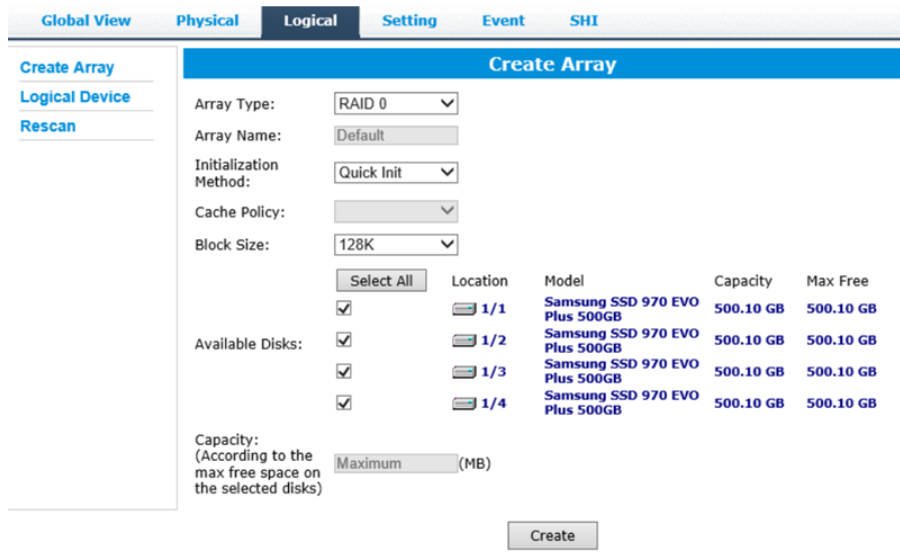 Global View Physical Logical Setting Event SHI
Create Array
Logical Device
Rescan
Create Array
Array Type: RAID 0
Array Name: Default
Initialization
Method: Quick Init
Cache Policy:
Block Size: 128K
Select All Location Model Capacity Max Free
Available Disks:
1/1 Samsung SSD 970 EVO
Plus 500GB 500.10 GB 500.10 GB
1/2 Samsung SSD 970 EVO
Plus 500GB 500.10 GB 500.10 GB
1/3 Samsung SSD 970 EVO
Plus 500GB 500.10 GB 500.10 GB
1/4 Samsung SSD 970 EVO
Plus 500GB 500.10 GB 500.10 GB
Capacity:
(According to the
max free space on
the selected disks) Maximum (MB)
Create